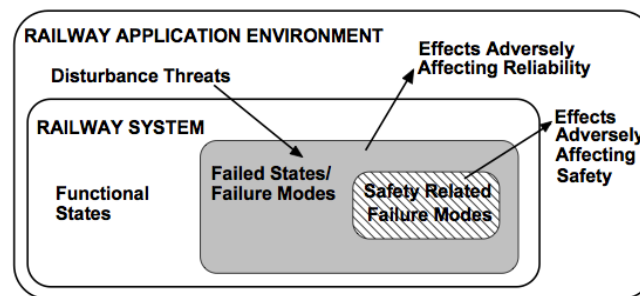 RAILWAY APPLICATION ENVIRONMENT
Effects Adversely
Affecting Reliability
Disturbance Threats
RAILWAY SYSTEM
Effects
Adversely
Affecting
Safety
Failed States/
Failure Modes
Functional
States
Safety Related
Failure Modes